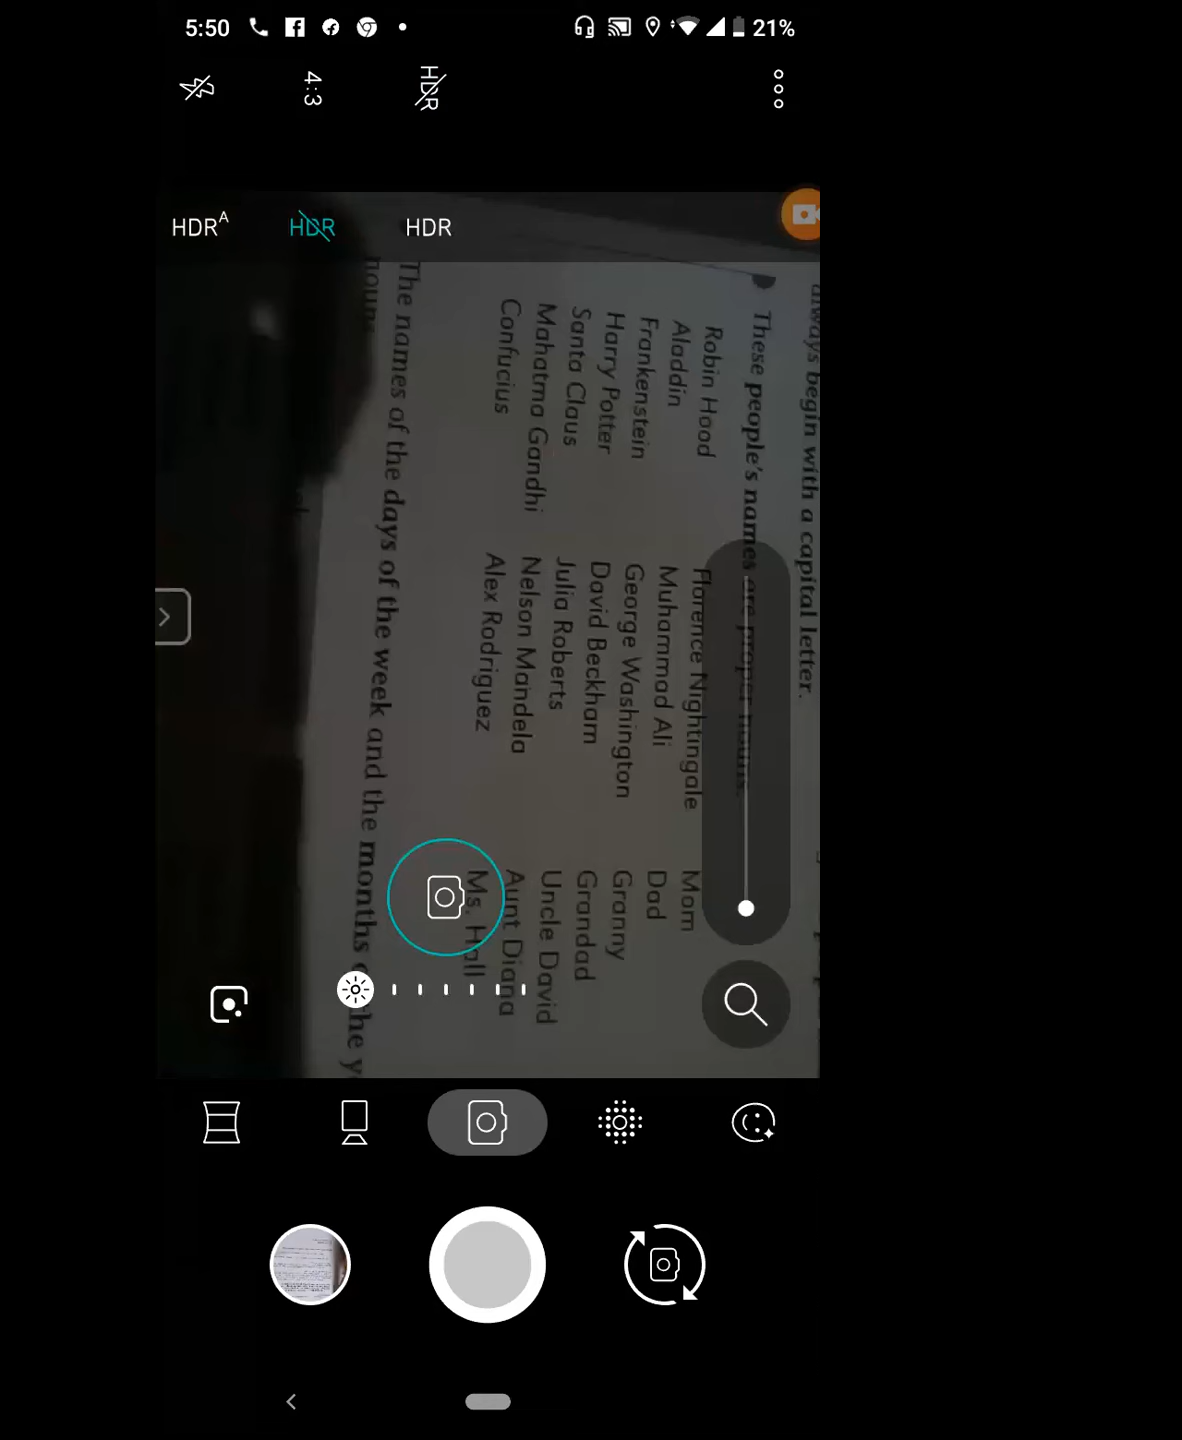 5:50
21%
4:3
HDR
HDRA
HDR
HDR
always begin with a capital letter.
These people's names are proper nouns.
Robin Hood Florence Nightingale Mom
Aladdin Muhammad Ali Dad
Frankenstein George Washington Granny
Harry Potter David Beckham Grandad
Santa Claus Julia Roberts Uncle David
Mahatma Gandhi Nelson Mandela Aunt Diana
Confucius Alex Rodriguez Ms. Hall
The names of the days of the week and the months of the y
nouns